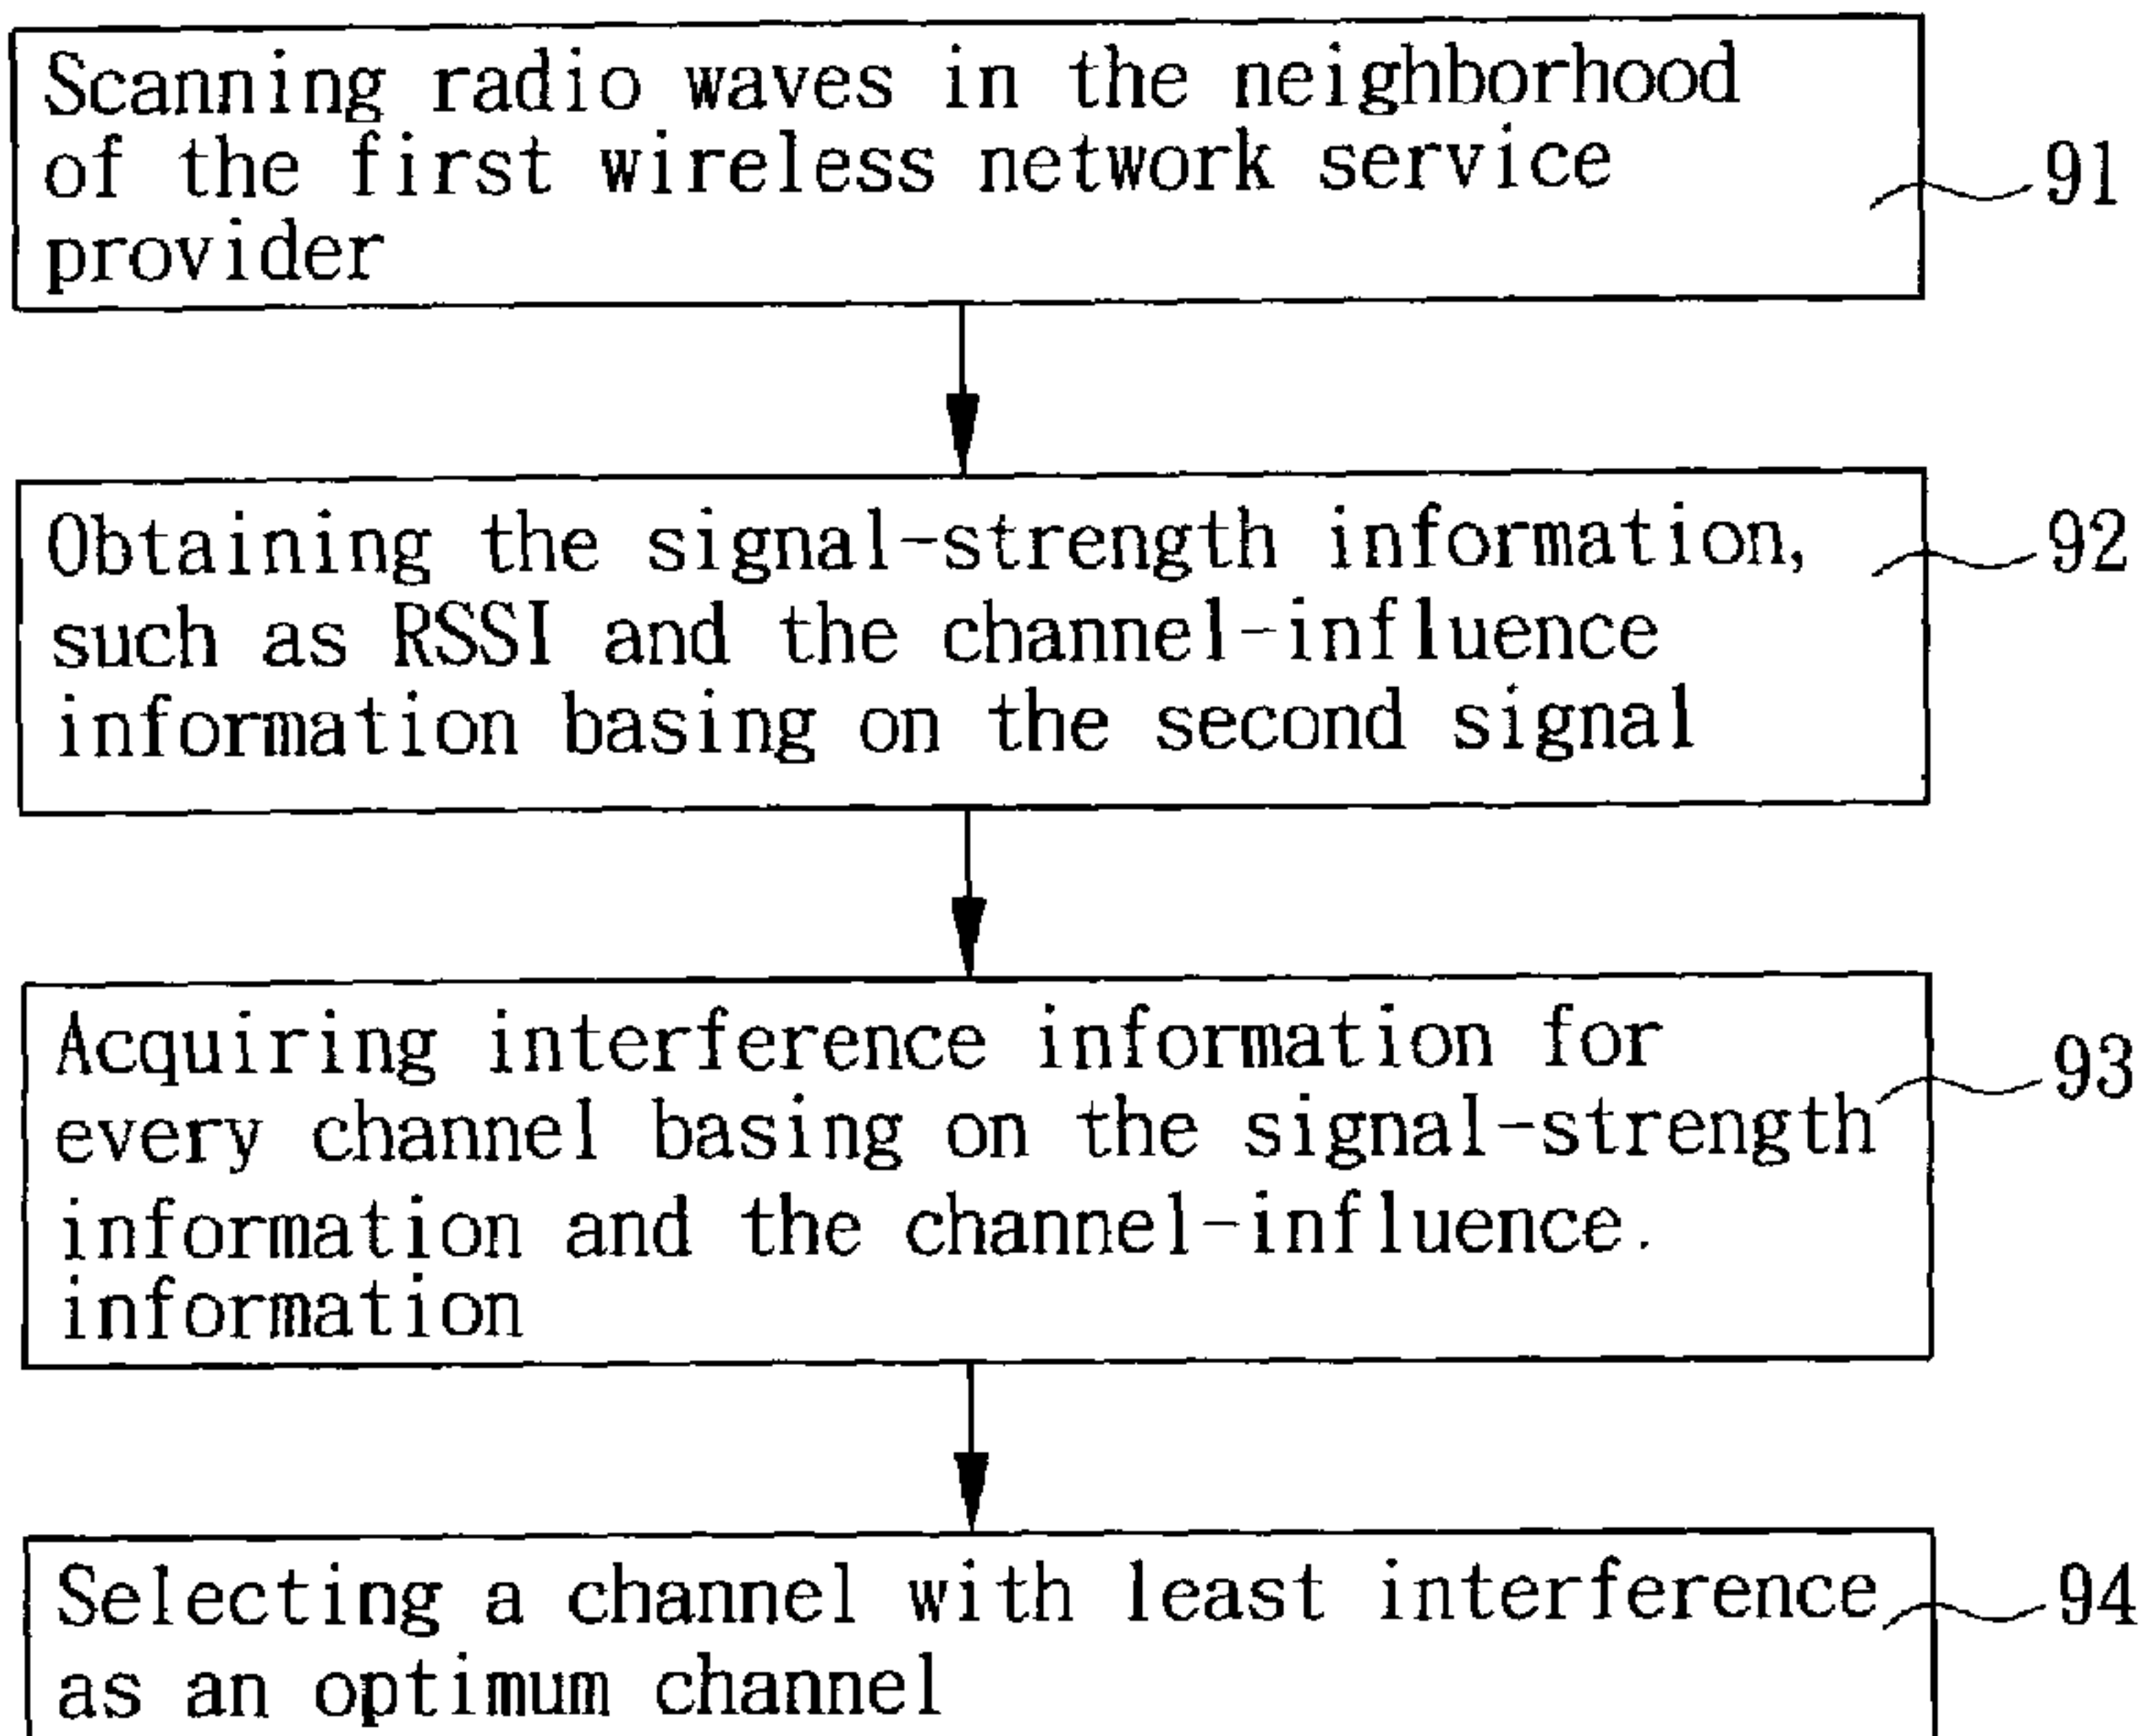 Scanning radio waves in the neighborhood
of the first wireless network service
provider
91
Obtaining the signal-strength information,
such as RSSI and the channel-influence
information basing on the second signal
92
Acquiring interference information for
every channel basing on the signal-strength
information and the channel-influence.
information
93
Selecting a channel with least interference
as an optimum channel
94